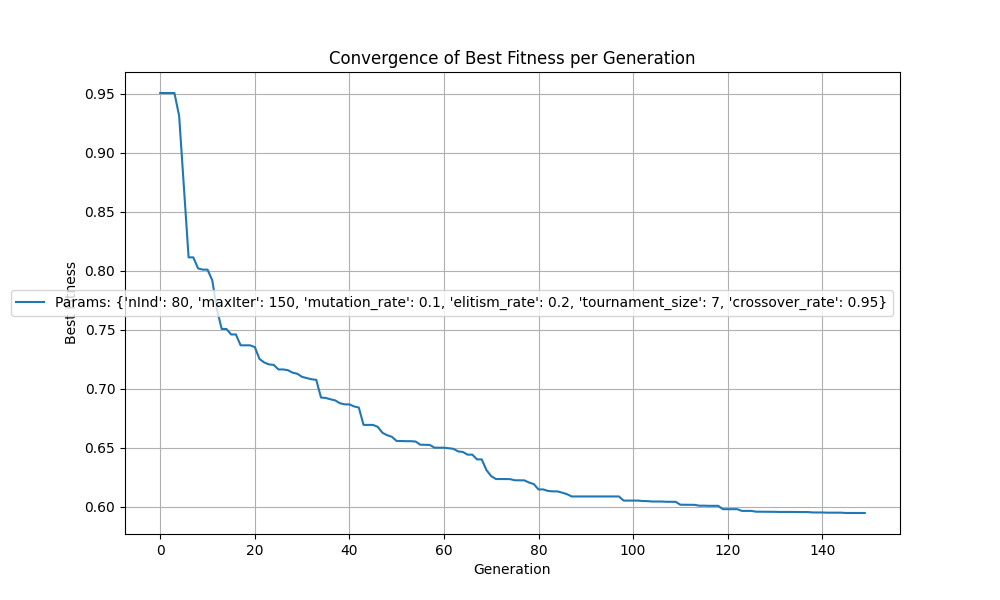 Convergence of Best Fitness per Generation
0.95
0.90
0.85
0.80
Params: {'nInd': 80, 'maxIter': 150, 'mutation_rate': 0.1, 'elitism_rate': 0.2, 'tournament_size': 7, 'crossover_rate': 0.95}
Best Fitness
0.75
0.70
0.65
0.60
0 20 40 60 80 100 120 140
Generation